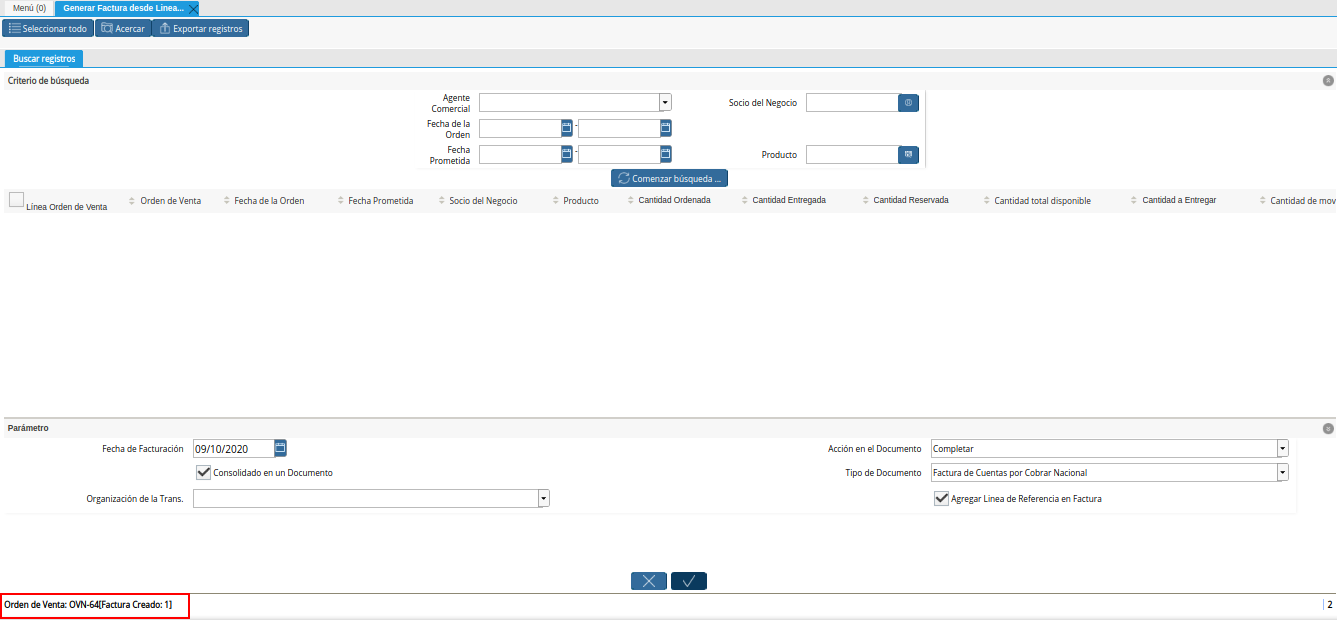 Menú (0)
Generar Factura desde Línea...
Seleccionar todo
Acercar
Exportar registros
Buscar registros
Criterio de búsqueda
Agente
Comercial
Socio del Negocio
Fecha de la
Orden
-
Fecha
Prometida
-
Producto
Comenzar búsqueda ...
Línea Orden de Venta
Orden de Venta
Fecha de la Orden
Fecha Prometida
Socio del Negocio
Producto
Cantidad Ordenada
Cantidad Entregada
Cantidad Reservada
Cantidad total disponible
Cantidad a Entregar
Cantidad de mov
Parámetro
Fecha de Facturación
09/10/2020
Acción en el Documento
Completar
Consolidado en un Documento
Tipo de Documento
Factura de Cuentas por Cobrar Nacional
Organización de la Trans.
Agregar Linea de Referencia en Factura
Orden de Venta: OVN-64[Factura Creado: 1]
2